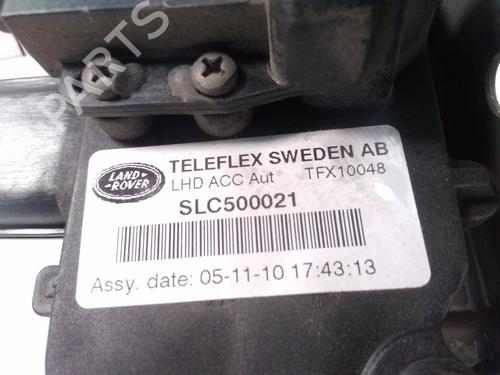 PARTS
LAND
ROVER
TELEFLEX SWEDEN AB
LHD ACC Aut TFX10048
SLC500021
Assy. date: 05-11-10 17:43:13